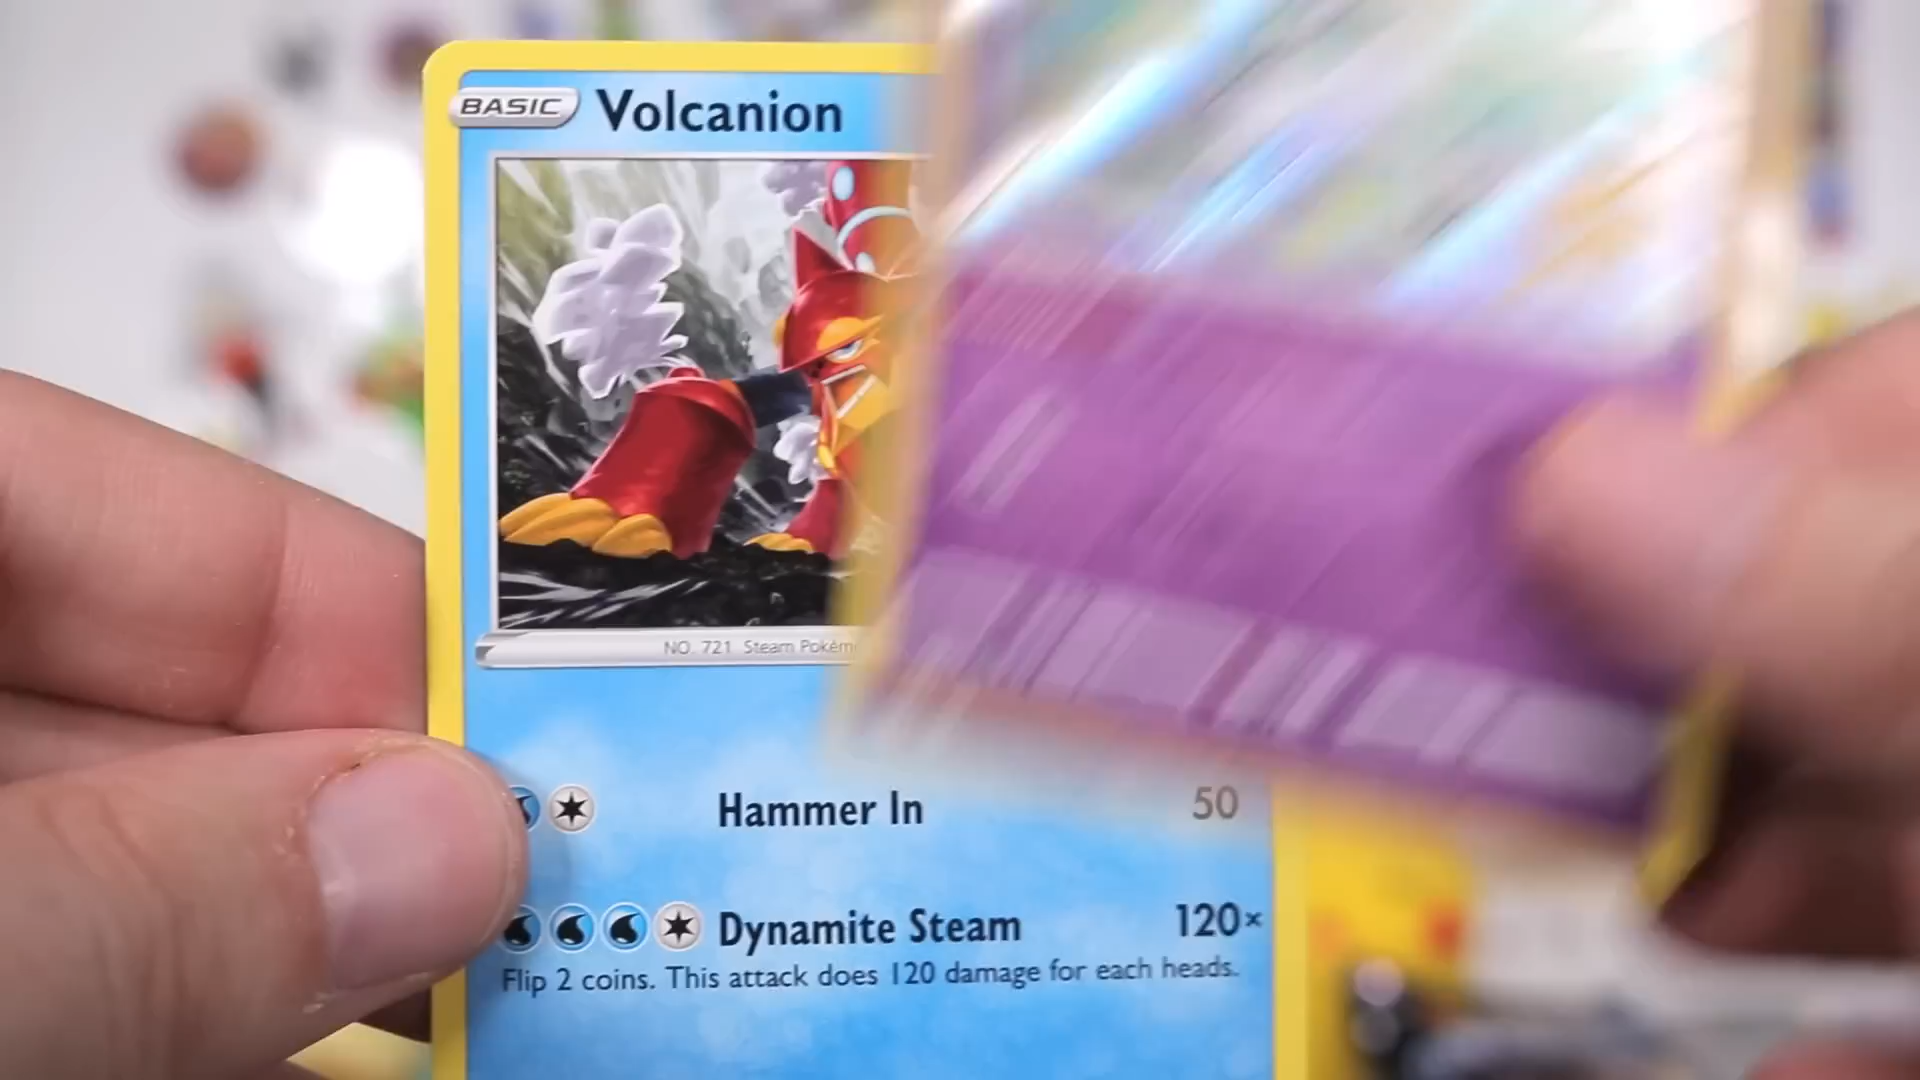 BASIC Volcanion
NO. 721 Steam Pokém
Hammer In 50
Dynamite Steam 120×
Flip 2 coins. This attack does 120 damage for each heads.